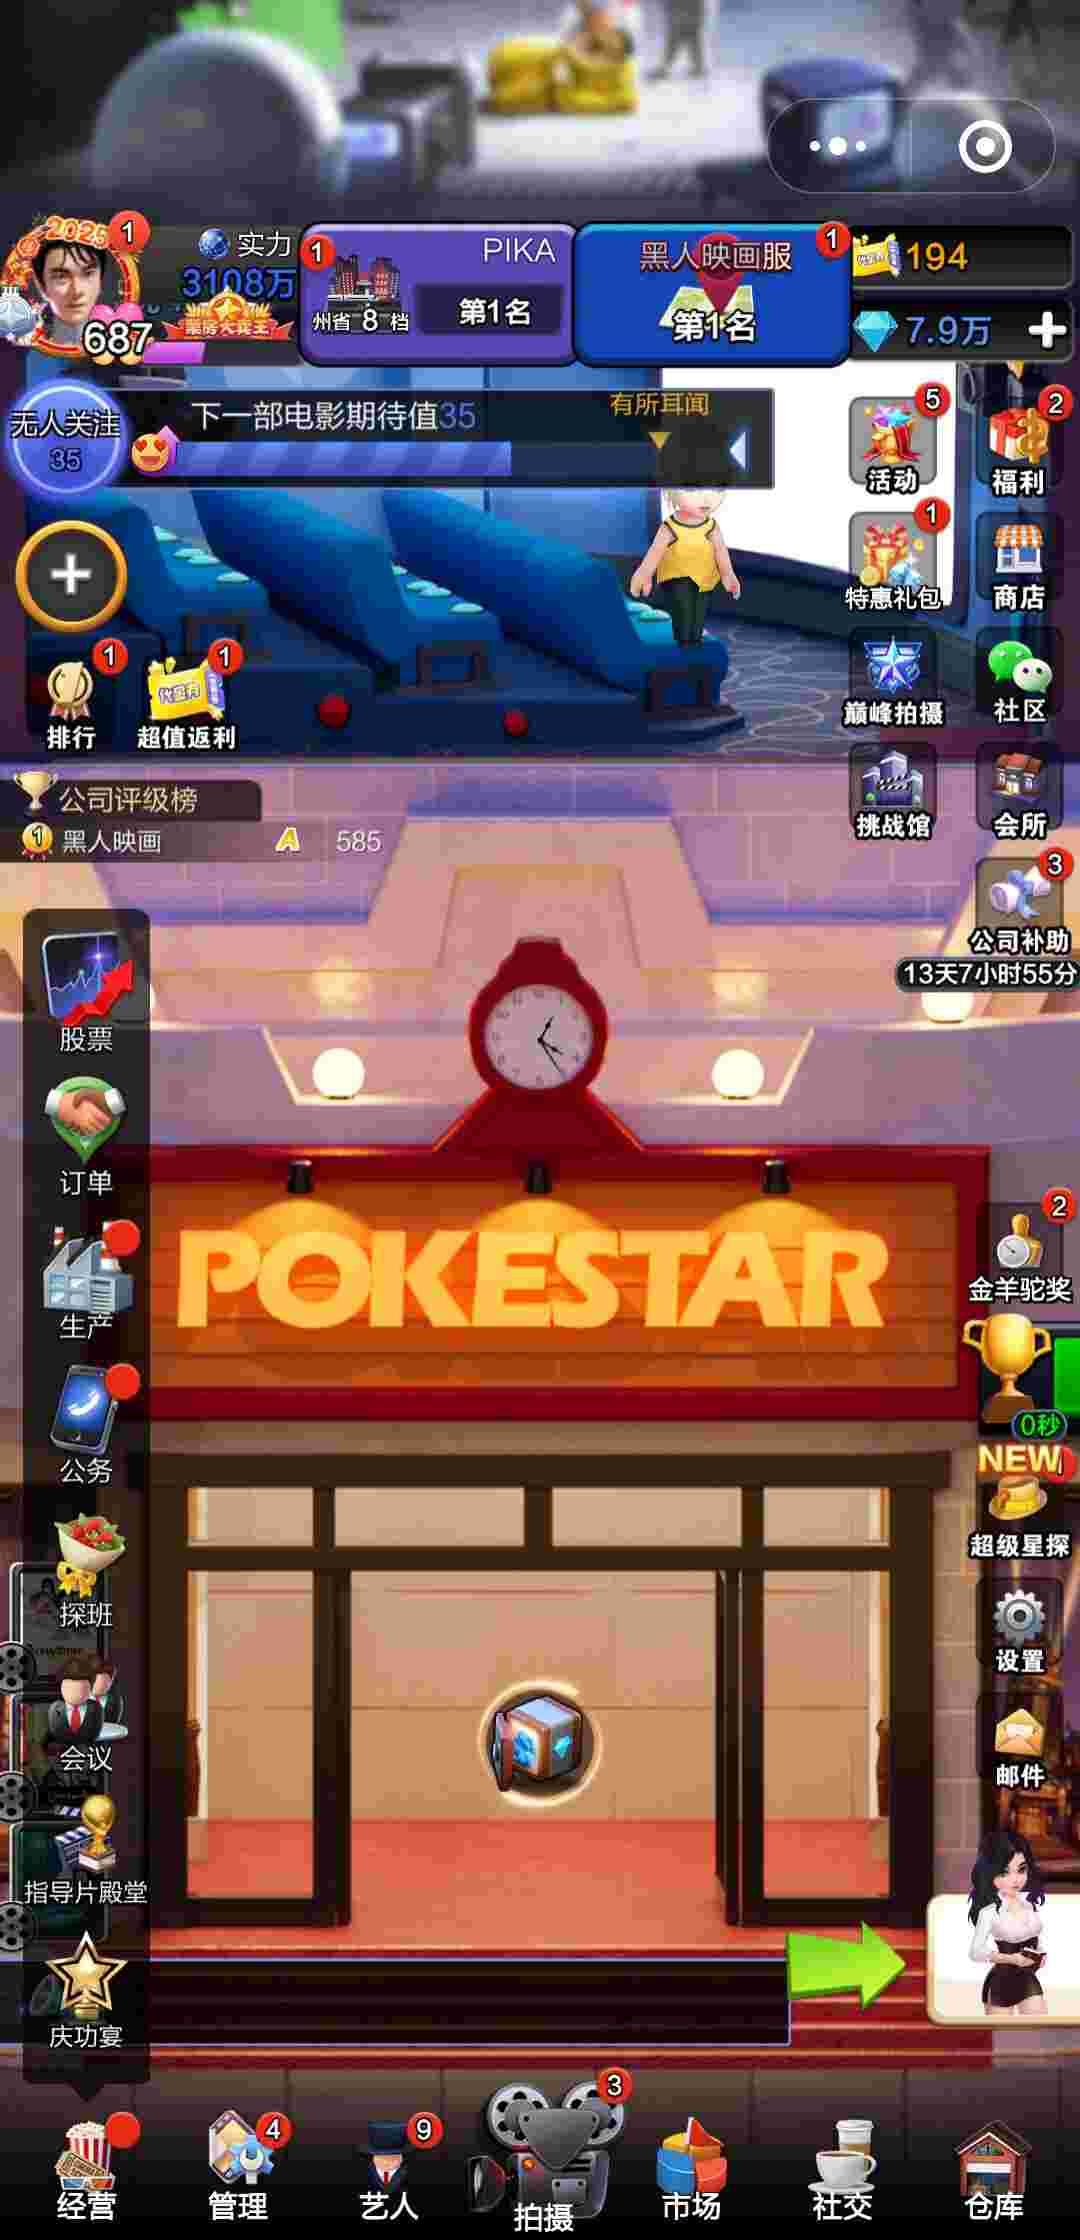 2025
1
实力
3108万
687
票房大卖王
1
PIKA
州省 8 档
第1名
1
黑人映画服
第1名
代金券
194
7.9万
无人关注
35
下一部电影期待值35
有所耳闻
5
活动
2
福利
1
特惠礼包
商店
1
排行
1
超值返利
巅峰拍摄
社区
挑战馆
会所
公司评级榜
1
黑人映画
A
585
3
公司补助
13天7小时55分
股票
订单
生产
公务
探班
会议
指导片殿堂
庆功宴
POKESTAR
2
金羊驼奖
0秒
NEW
超级星探
设置
邮件
经营
4
管理
9
艺人
3
拍摄
市场
社交
仓库